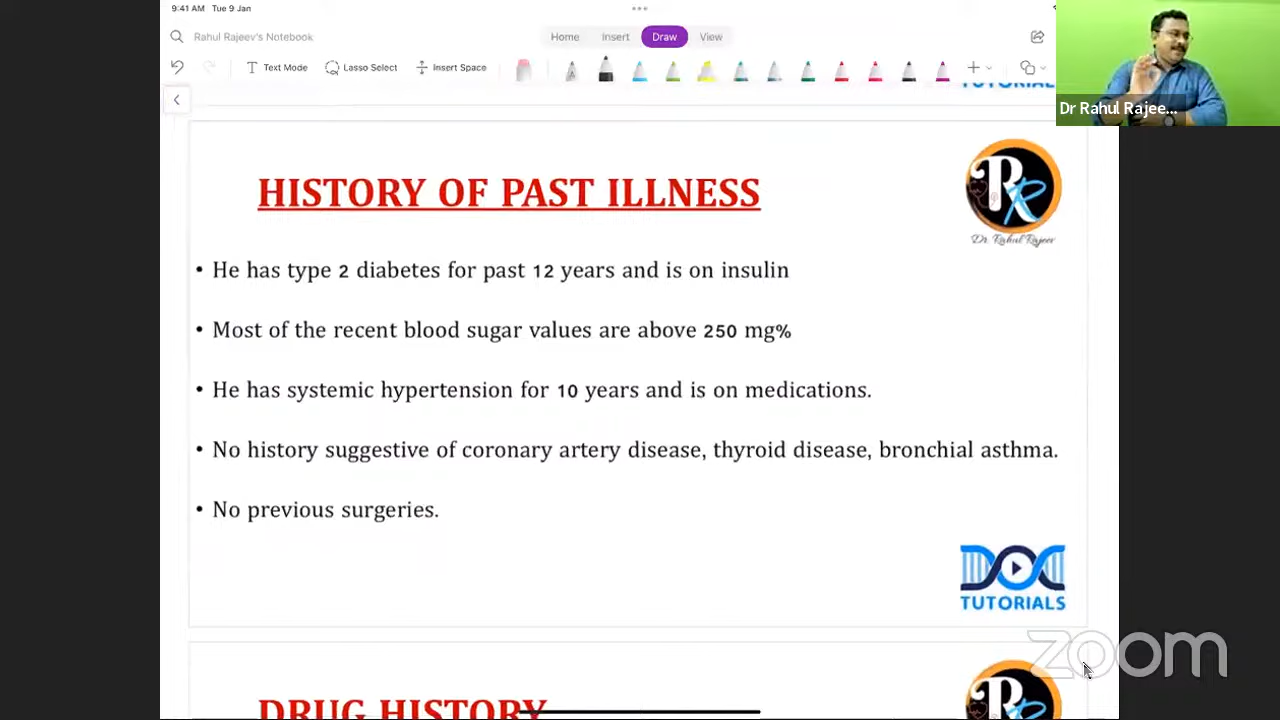 9:41 AM Tue 9 Jan
Rahul Rajeev's Notebook
Home Insert Draw View
Text Mode Lasso Select Insert Space
TUTORIALS
Dr Rahul Rajee...
HISTORY OF PAST ILLNESS
RR
Dr. Rahul Rajeev
• He has type 2 diabetes for past 12 years and is on insulin
• Most of the recent blood sugar values are above 250 mg%
• He has systemic hypertension for 10 years and is on medications.
• No history suggestive of coronary artery disease, thyroid disease, bronchial asthma.
• No previous surgeries.
DOC
TUTORIALS
zoom
DRUG HISTORY
RR